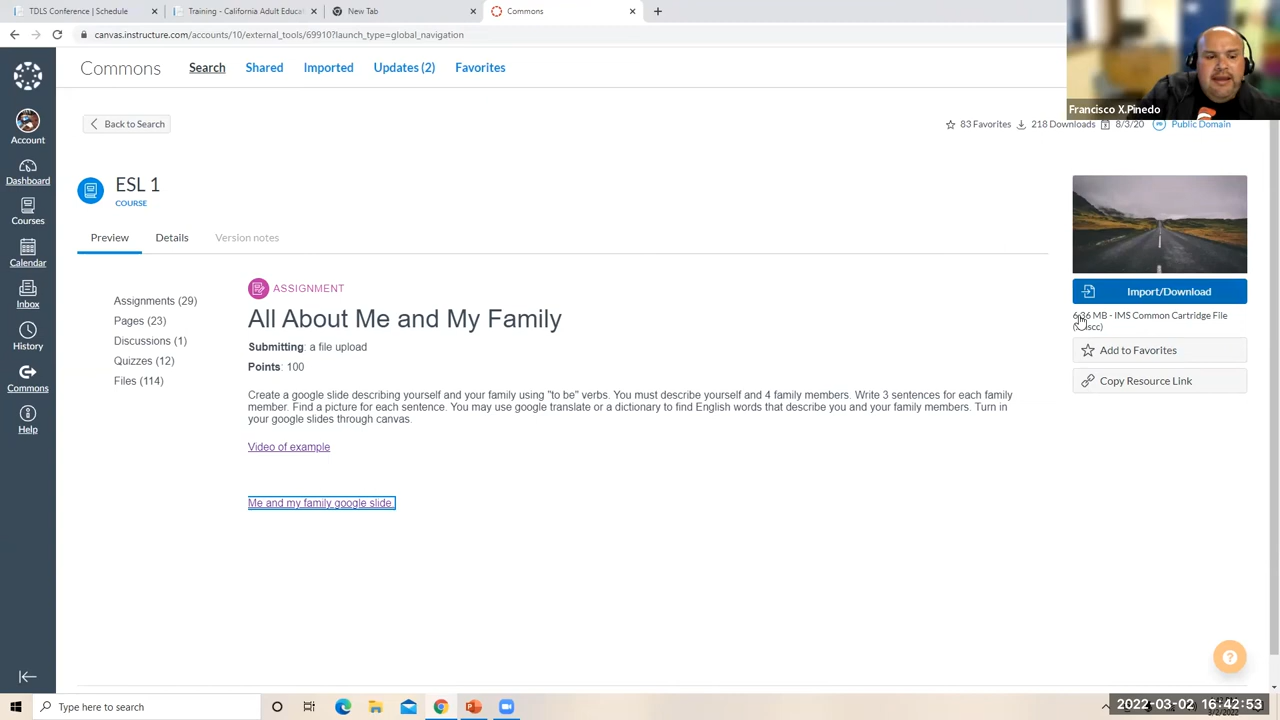 TDLS Conference | Schedule
Training - California Adult Educat
New Tab
Commons
canvas.instructure.com/accounts/10/external_tools/69910?launch_type=global_navigation
Francisco X.Pinedo
Commons
Search
Shared
Imported
Updates (2)
Favorites
Account
Dashboard
Courses
Calendar
Inbox
History
Commons
Help
Back to Search
83 Favorites
218 Downloads
8/3/20
Public Domain
ESL 1
COURSE
Preview
Details
Version notes
Assignments (29)
Pages (23)
Discussions (1)
Quizzes (12)
Files (114)
ASSIGNMENT
All About Me and My Family
Submitting: a file upload
Points: 100
Create a google slide describing yourself and your family using "to be" verbs. You must describe yourself and 4 family members. Write 3 sentences for each family
member. Find a picture for each sentence. You may use google translate or a dictionary to find English words that describe you and your family members. Turn in
your google slides through canvas.
Video of example
Me and my family google slide
Import/Download
6.36 MB - IMS Common Cartridge File
Add to Favorites
Copy Resource Link
Type here to search
2022-03-02 16:42:53